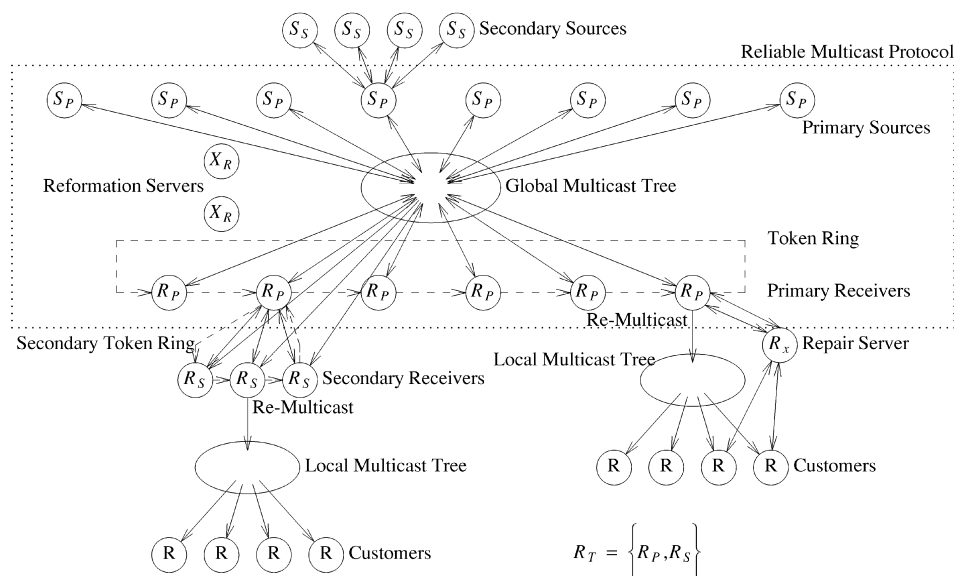 S_S S_S S_S S_S Secondary Sources
Reliable Multicast Protocol
S_P S_P S_P S_P S_P S_P S_P S_P
Primary Sources
X_R
Reformation Servers
Global Multicast Tree
X_R
Token Ring
R_P R_P R_P R_P R_P R_P Primary Receivers
Re-Multicast
Secondary Token Ring
R_x Repair Server
Local Multicast Tree
R_S R_S R_S Secondary Receivers
Re-Multicast
Local Multicast Tree
R R R R Customers
R R R R Customers
R_T = { R_P , R_S }